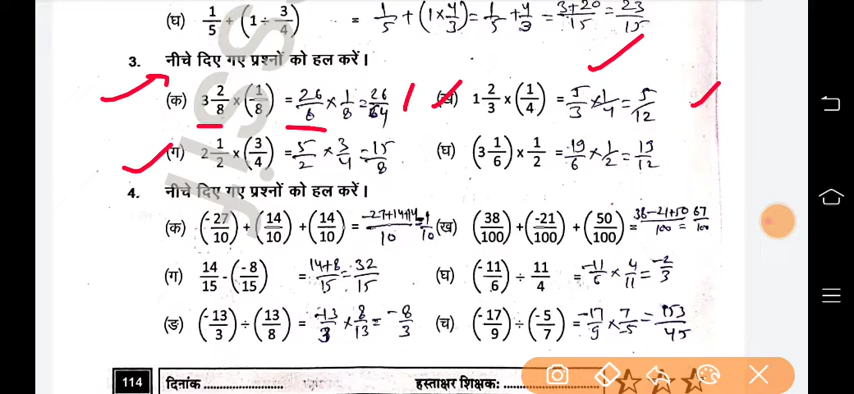 (घ) 1/5 + (1 ÷ 3/4) = 1/5 + (1 × 4/3) = 1/5 + 4/3 = 3+20/15 = 23/15
3. नीचे दिए गए प्रश्नों को हल करें।
(क) 3 2/8 × (1/8) = 26/8 × 1/8 = 26/64 (ख) 1 2/3 × (1/4) = 5/3 × 1/4 = 5/12
(ग) 2 1/2 × (3/4) = 5/2 × 3/4 = 15/8 (घ) (3 1/6) × 1/2 = 19/6 × 1/2 = 19/12
4. नीचे दिए गए प्रश्नों को हल करें।
(क) (-27/10) + (14/10) + (14/10) = -27+14+14/10 = 1/10 (ख) (38/100) + (-21/100) + (50/100) = 38-21+50/100 = 67/100
(ग) 14/15 - (-8/15) = 14+8/15 = 32/15 (घ) (-11/6) ÷ 11/4 = -11/6 × 4/11 = -2/3
(ङ) (-13/3) ÷ (13/8) = -13/3 × 8/13 = -8/3 (च) (-17/9) ÷ (-5/7) = -17/9 × 7/-5 = 153/45
114 दिनांक .................. हस्ताक्षर शिक्षक: ..................